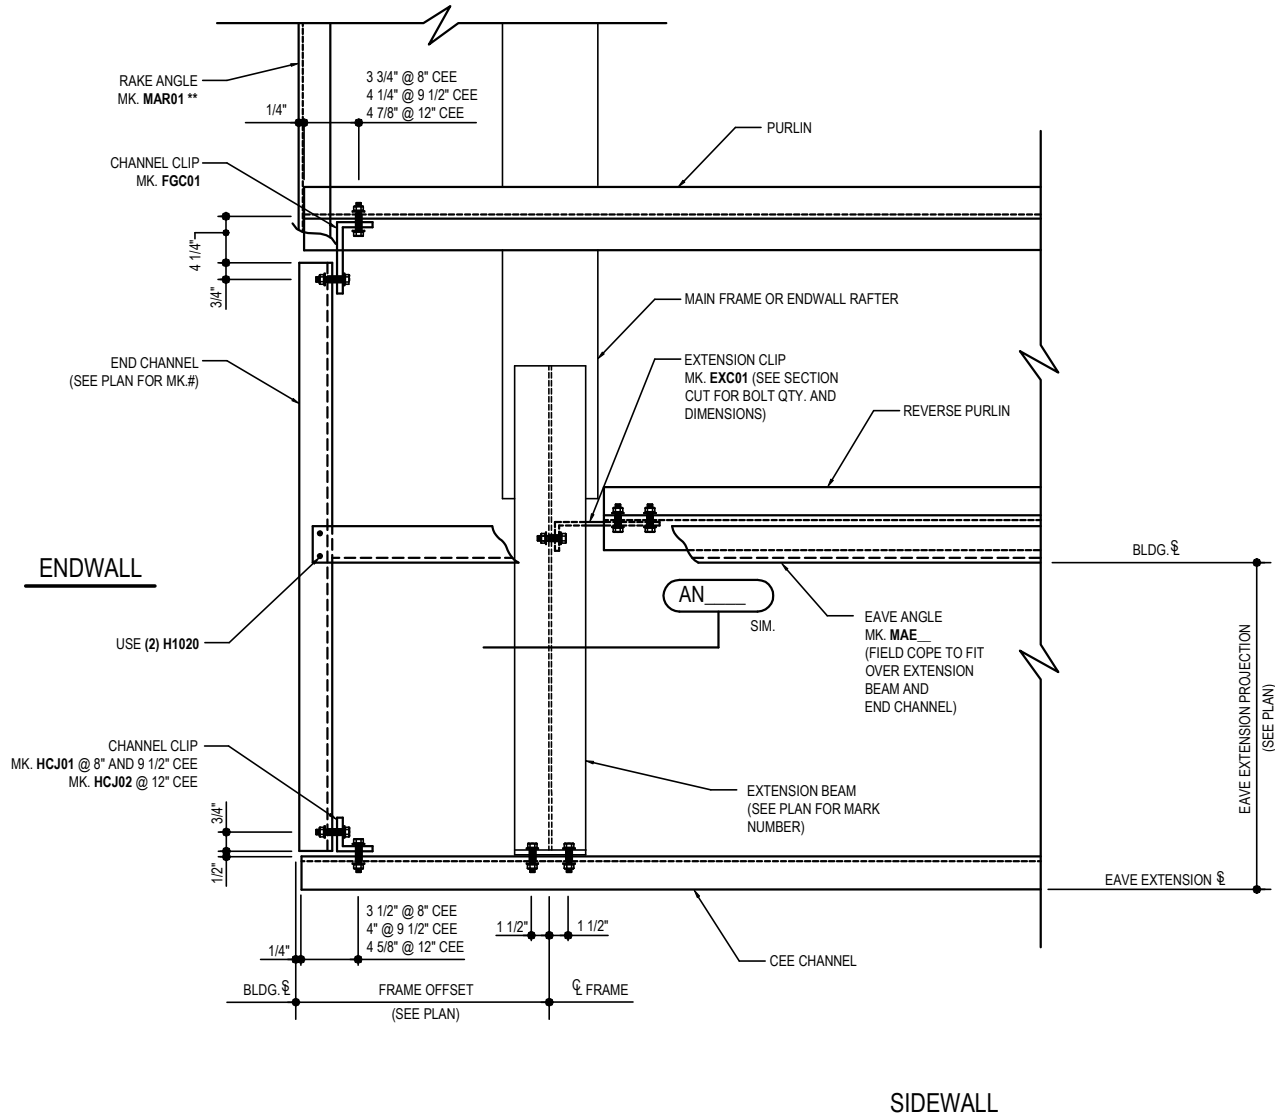 RAKE ANGLE
MK. MAR01 **
1/4"
3 3/4" @ 8" CEE
4 1/4" @ 9 1/2" CEE
4 7/8" @ 12" CEE
PURLIN
CHANNEL CLIP
MK. FGC01
4 1/4"
3/4"
MAIN FRAME OR ENDWALL RAFTER
END CHANNEL
(SEE PLAN FOR MK.#)
EXTENSION CLIP
MK. EXC01 (SEE SECTION
CUT FOR BOLT QTY. AND
DIMENSIONS)
REVERSE PURLIN
ENDWALL
BLDG. SL
AN____
SIM.
EAVE ANGLE
MK. MAE__
(FIELD COPE TO FIT
OVER EXTENSION
BEAM AND
END CHANNEL)
USE (2) H1020
EAVE EXTENSION PROJECTION
(SEE PLAN)
CHANNEL CLIP
MK. HCJ01 @ 8" AND 9 1/2" CEE
MK. HCJ02 @ 12" CEE
EXTENSION BEAM
(SEE PLAN FOR MARK
NUMBER)
3/4"
1/2"
EAVE EXTENSION SL
3 1/2" @ 8" CEE
4" @ 9 1/2" CEE
4 5/8" @ 12" CEE
1 1/2"
1 1/2"
1/4"
CEE CHANNEL
BLDG. SL
FRAME OFFSET
(SEE PLAN)
CL FRAME
SIDEWALL